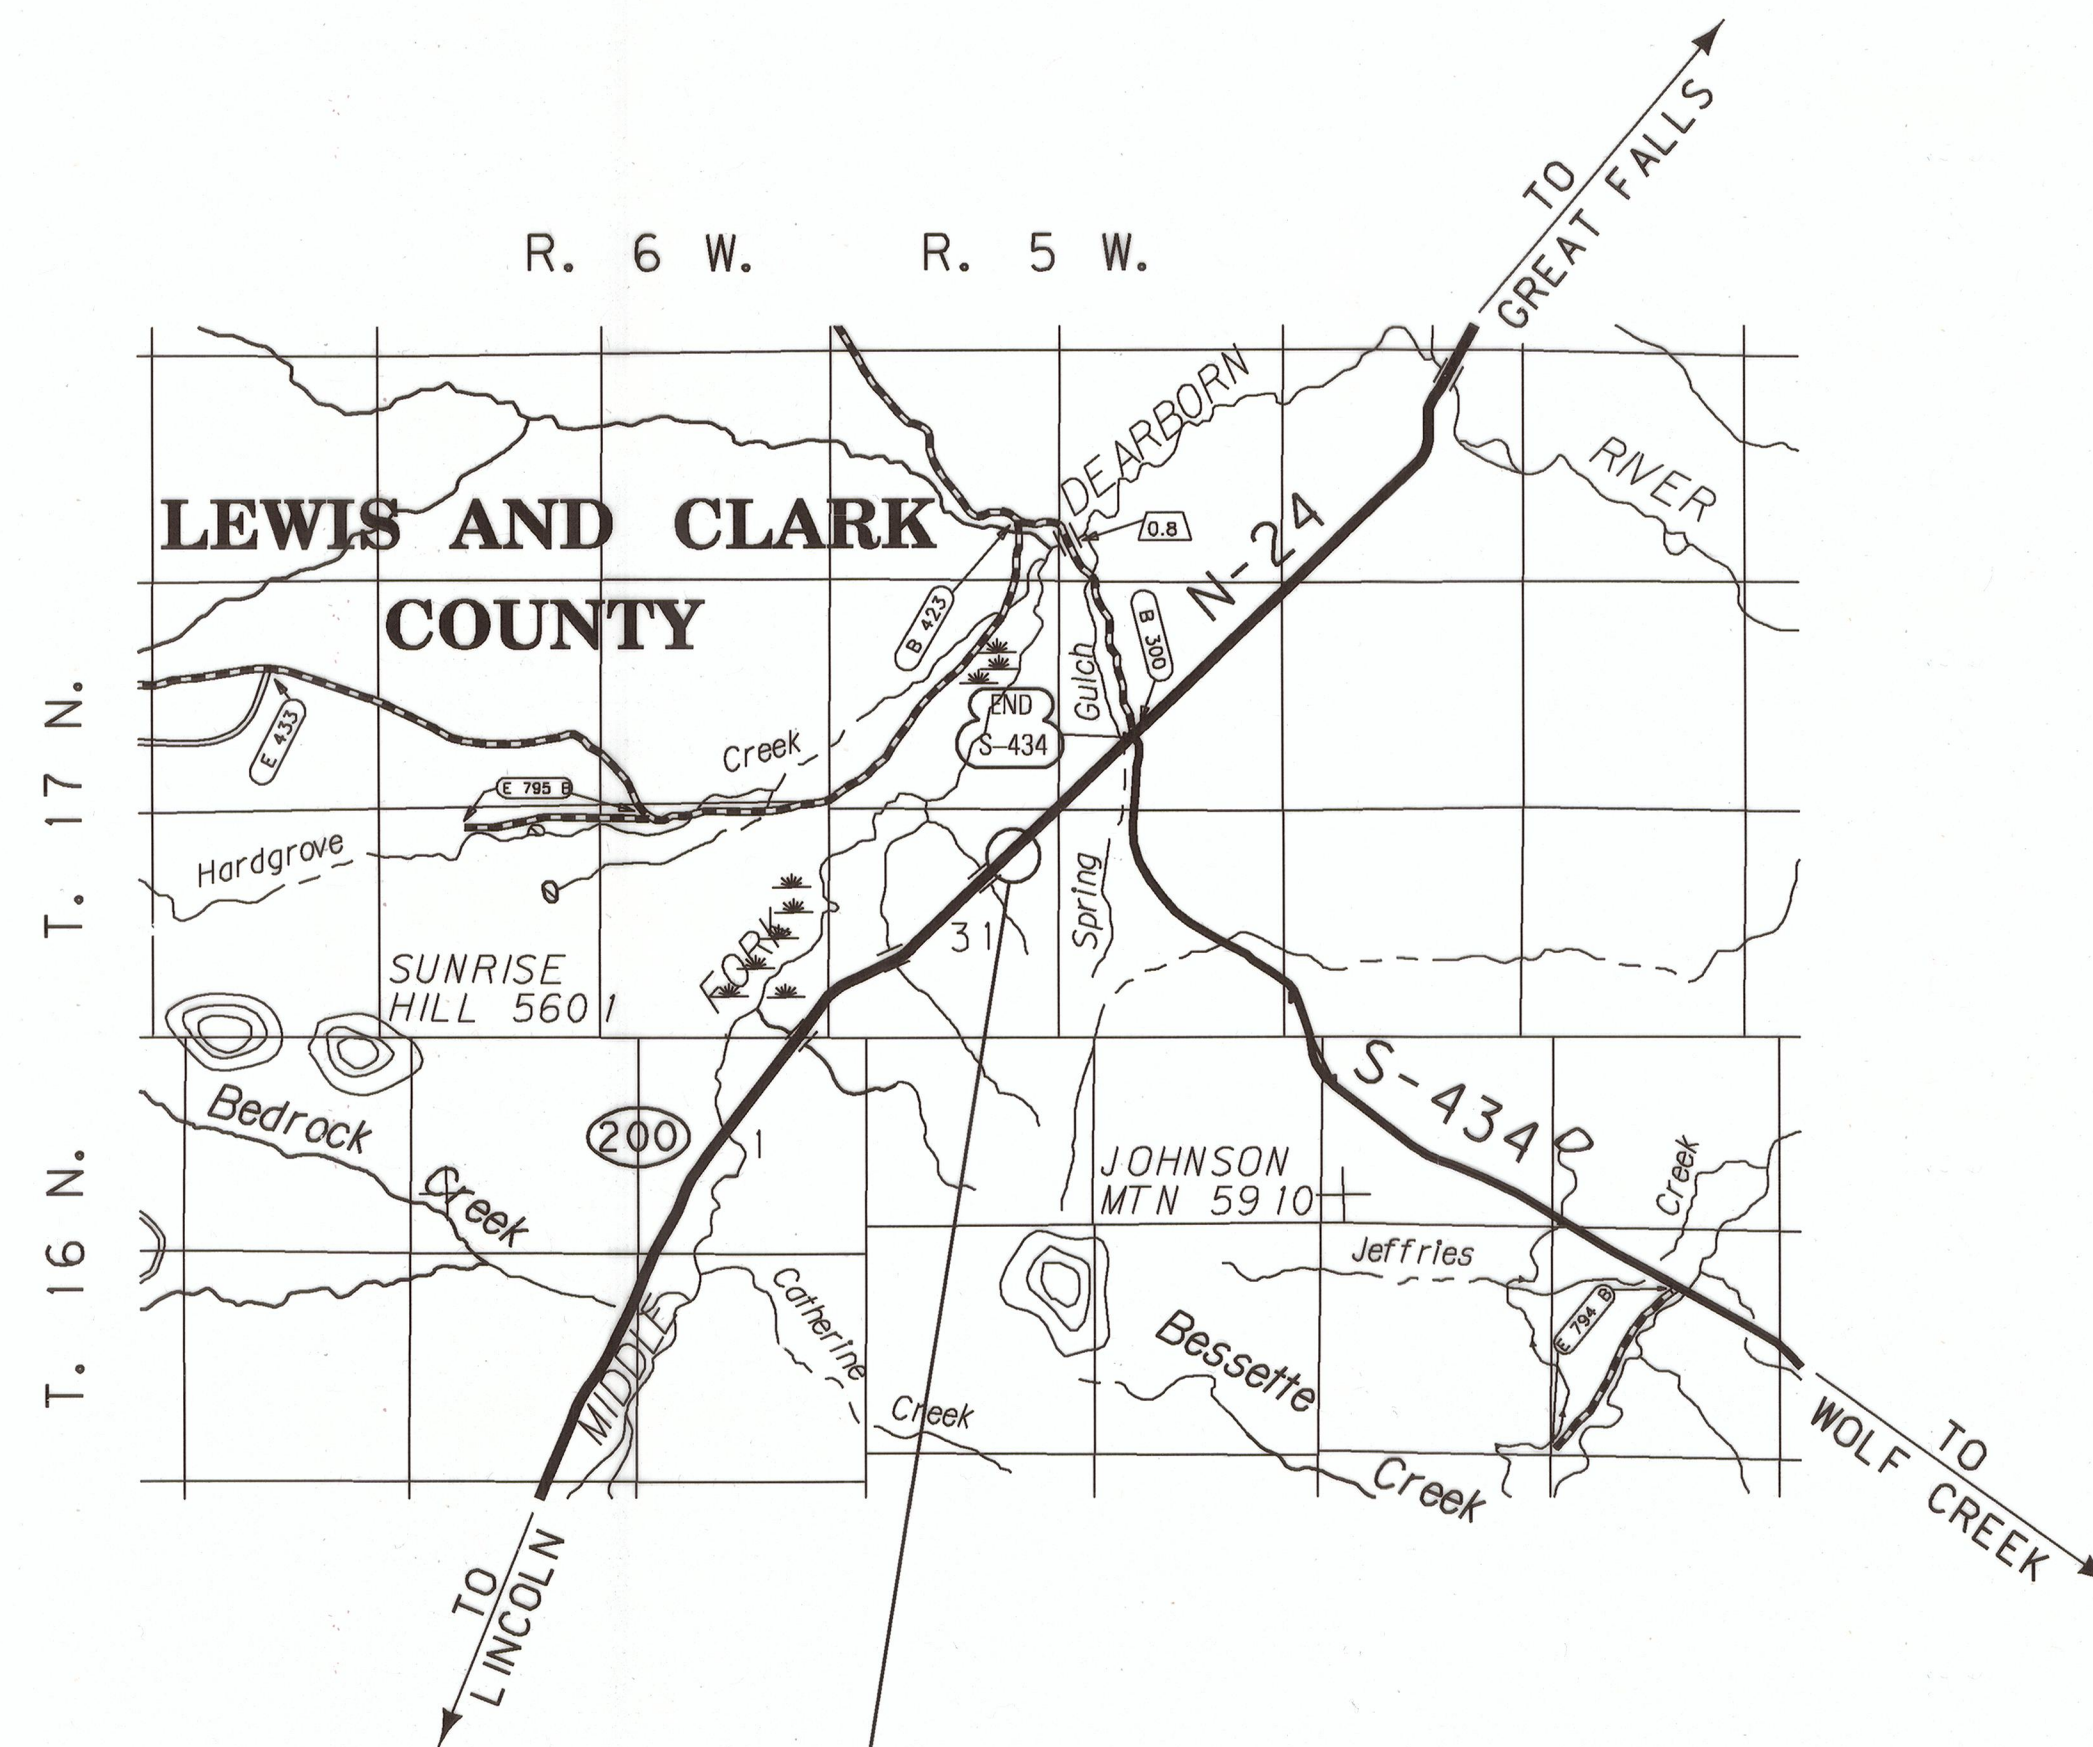 TO
GREAT FALLS
R. 6 W.
R. 5 W.
DEARBORN
RIVER
LEWIS AND CLARK
COUNTY
0.8
N-24
B 423
B 300
Gulch
END
S-434
E 433
T. 17 N.
Creek
E 795 B
Hardgrove
Spring
31
FORK
SUNRISE
HILL 5601
S-434
Bedrock
Creek
200
1
JOHNSON
MTN 5910
Creek
T. 16 N.
Jeffries
E 794 B
Catherine
Creek
MIDDLE
Bessette
Creek
TO
WOLF CREEK
TO
LINCOLN